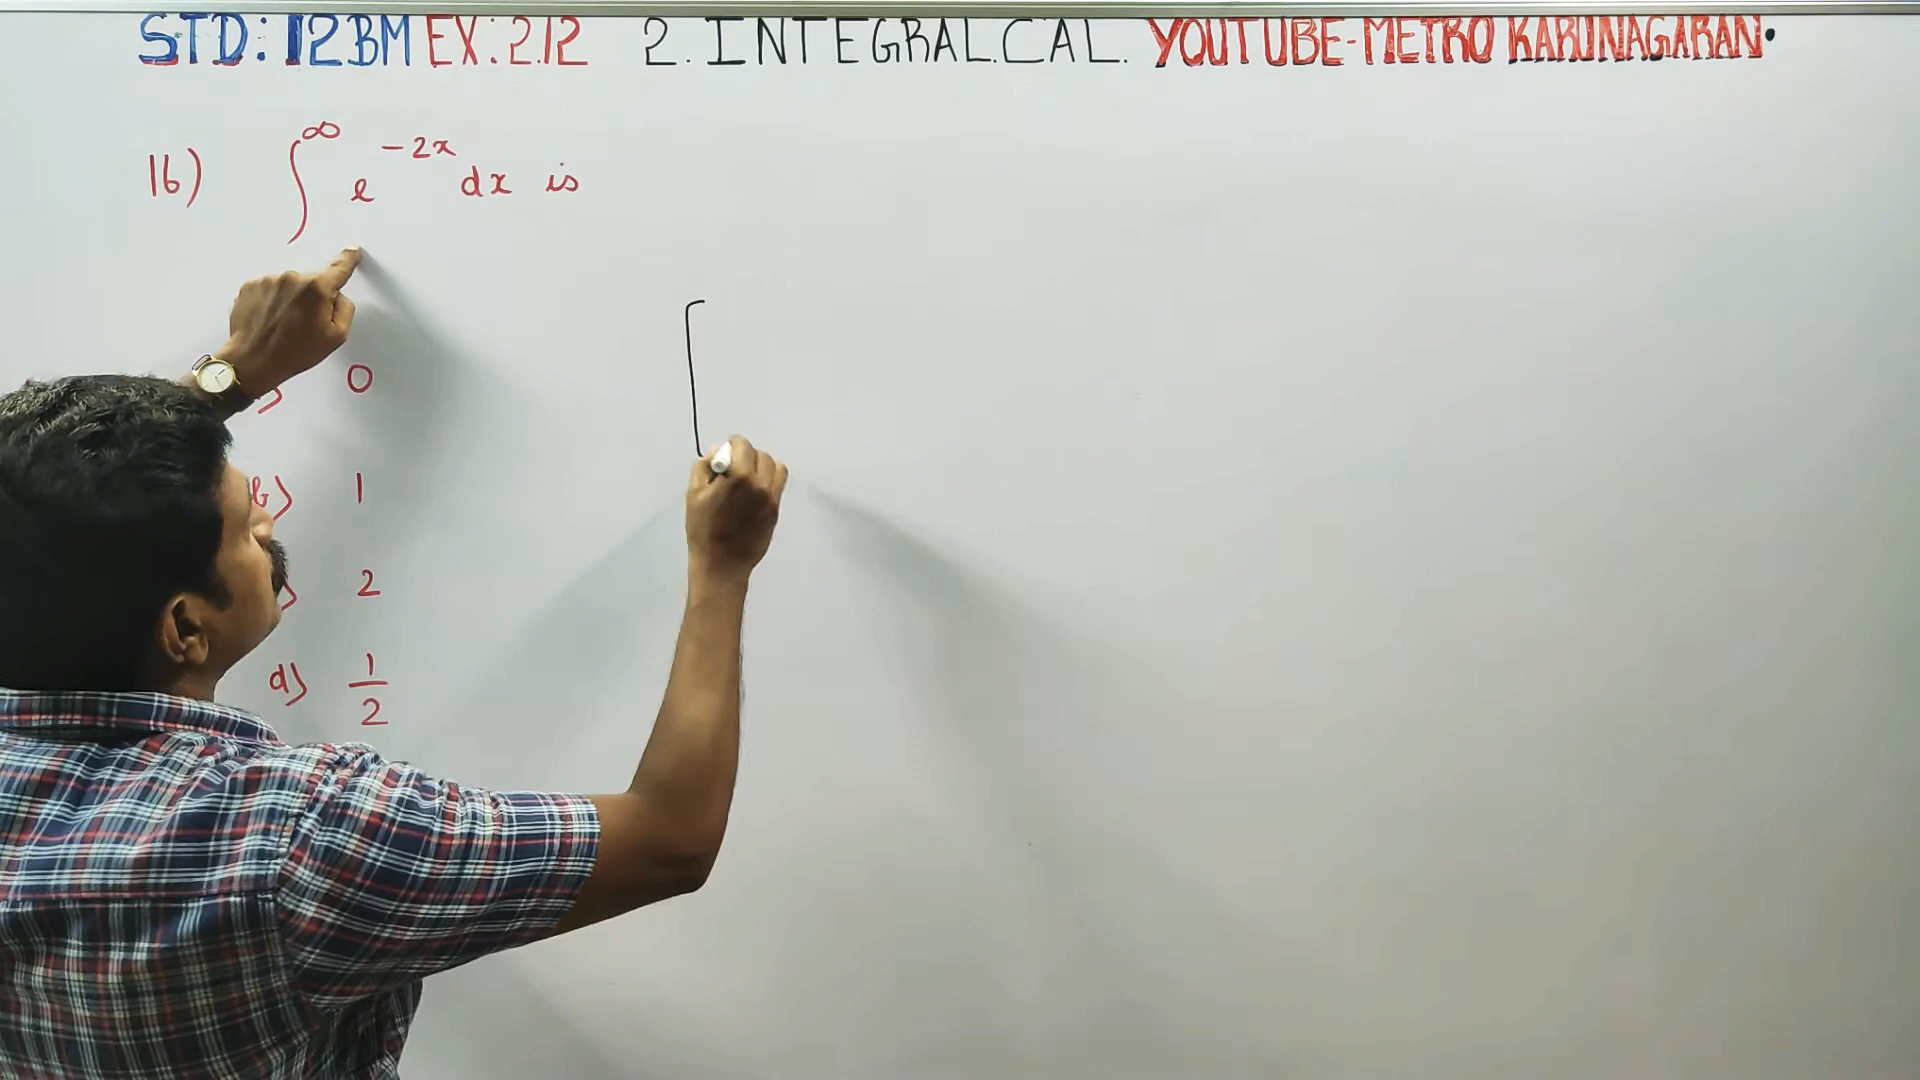 STD: 12BM EX: 2.12 2. INTEGRAL.CAL. YOUTUBE-METRO KARUNAGARAN.
16) ∫^∞ e^{-2x} dx is
) 0
b) 1
) 2
d) 1/2
[